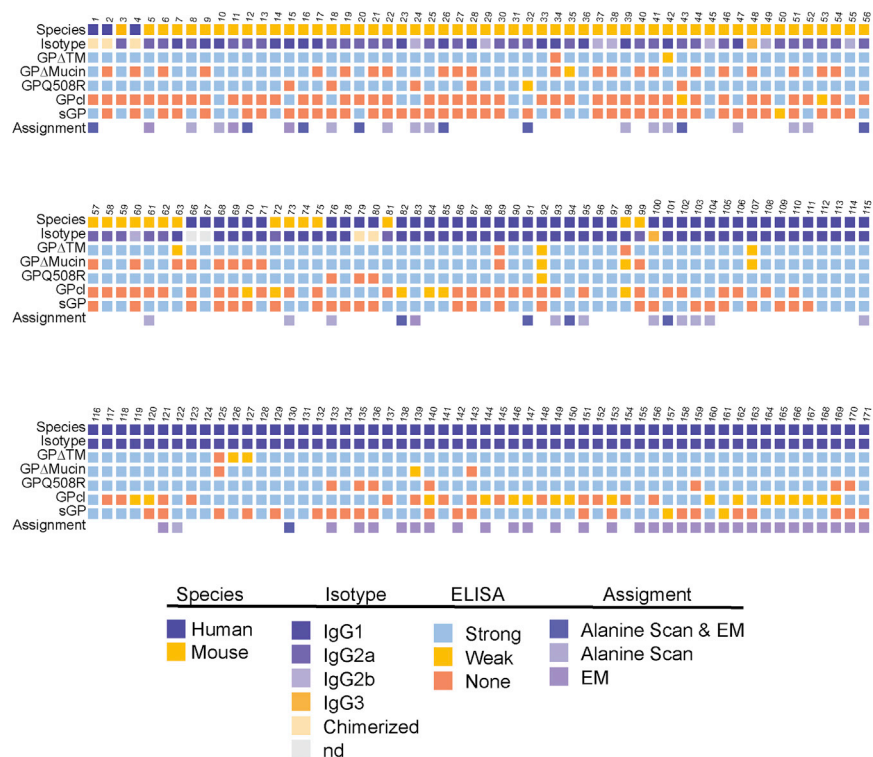 1 2 3 4 5 6 7 8 9 10 11 12 13 14 15 16 17 18 19 20 21 22 23 24 25 26 27 28 29 30 31 32 33 34 35 36 37 38 39 40 41 42 43 44 45 46 47 48 49 50 51 52 53 54 55 56
Species
Isotype
GPΔTM
GPΔMucin
GPQ508R
GPcl
sGP
Assignment
57 58 59 60 61 62 63 66 67 68 69 70 71 72 73 74 75 76 78 79 80 81 82 83 84 85 86 87 88 89 90 91 92 93 94 95 96 97 98 99 100 101 102 103 104 105 106 107 108 109 110 111 112 113 114 115
Species
Isotype
GPΔTM
GPΔMucin
GPQ508R
GPcl
sGP
Assignment
116 117 118 119 120 121 122 123 124 125 126 127 128 129 130 131 132 133 134 135 136 137 138 139 140 141 142 143 144 145 146 147 148 149 150 151 152 153 154 155 156 157 158 159 160 161 162 163 164 165 166 167 168 169 170 171
Species
Isotype
GPΔTM
GPΔMucin
GPQ508R
GPcl
sGP
Assignment
Species Isotype ELISA Assigment
Human
Mouse
IgG1
IgG2a
IgG2b
IgG3
Chimerized
nd
Strong
Weak
None
Alanine Scan & EM
Alanine Scan
EM